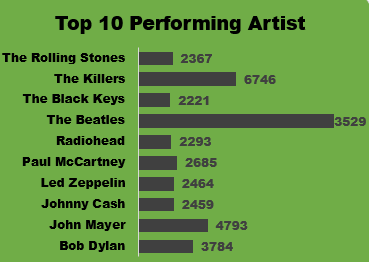 Top 10 Performing Artist
The Rolling Stones 2367
The Killers 6746
The Black Keys 2221
The Beatles 3529
Radiohead 2293
Paul McCartney 2685
Led Zeppelin 2464
Johnny Cash 2459
John Mayer 4793
Bob Dylan 3784